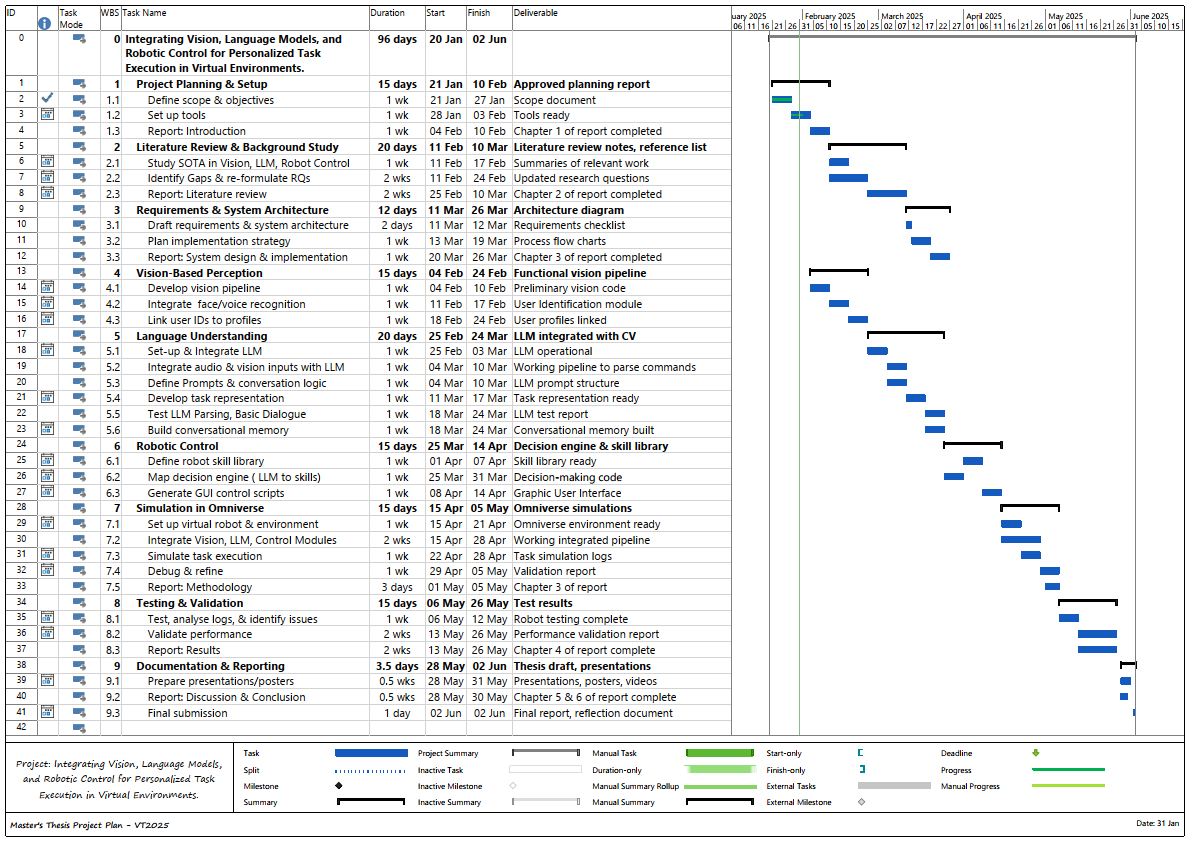 ID Task Mode WBS Task Name Duration Start Finish Deliverable
uary 2025 February 2025 March 2025 April 2025 May 2025 June 2025
06 11 16 21 26 31 05 10 15 20 25 02 07 12 17 22 27 01 06 11 16 21 26 01 06 11 16 21 26 31 05 10 15
0 0 Integrating Vision, Language Models, and 96 days 20 Jan 02 Jun
Robotic Control for Personalized Task
Execution in Virtual Environments.
1 1 Project Planning & Setup 15 days 21 Jan 10 Feb Approved planning report
2 1.1 Define scope & objectives 1 wk 21 Jan 27 Jan Scope document
3 1.2 Set up tools 1 wk 28 Jan 03 Feb Tools ready
4 1.3 Report: Introduction 1 wk 04 Feb 10 Feb Chapter 1 of report completed
5 2 Literature Review & Background Study 20 days 11 Feb 10 Mar Literature review notes, reference list
6 2.1 Study SOTA in Vision, LLM, Robot Control 1 wk 11 Feb 17 Feb Summaries of relevant work
7 2.2 Identify Gaps & re-formulate RQs 2 wks 11 Feb 24 Feb Updated research questions
8 2.3 Report: Literature review 2 wks 25 Feb 10 Mar Chapter 2 of report completed
9 3 Requirements & System Architecture 12 days 11 Mar 26 Mar Architecture diagram
10 3.1 Draft requirements & system architecture 2 days 11 Mar 12 Mar Requirements checklist
11 3.2 Plan implementation strategy 1 wk 13 Mar 19 Mar Process flow charts
12 3.3 Report: System design & implementation 1 wk 20 Mar 26 Mar Chapter 3 of report completed
13 4 Vision-Based Perception 15 days 04 Feb 24 Feb Functional vision pipeline
14 4.1 Develop vision pipeline 1 wk 04 Feb 10 Feb Preliminary vision code
15 4.2 Integrate face/voice recognition 1 wk 11 Feb 17 Feb User Identification module
16 4.3 Link user IDs to profiles 1 wk 18 Feb 24 Feb User profiles linked
17 5 Language Understanding 20 days 25 Feb 24 Mar LLM integrated with CV
18 5.1 Set-up & Integrate LLM 1 wk 25 Feb 03 Mar LLM operational
19 5.2 Integrate audio & vision inputs with LLM 1 wk 04 Mar 10 Mar Working pipeline to parse commands
20 5.3 Define Prompts & conversation logic 1 wk 04 Mar 10 Mar LLM prompt structure
21 5.4 Develop task representation 1 wk 11 Mar 17 Mar Task representation ready
22 5.5 Test LLM Parsing, Basic Dialogue 1 wk 18 Mar 24 Mar LLM test report
23 5.6 Build conversational memory 1 wk 18 Mar 24 Mar Conversational memory built
24 6 Robotic Control 15 days 25 Mar 14 Apr Decision engine & skill library
25 6.1 Define robot skill library 1 wk 01 Apr 07 Apr Skill library ready
26 6.2 Map decision engine ( LLM to skills) 1 wk 25 Mar 31 Mar Decision-making code
27 6.3 Generate GUI control scripts 1 wk 08 Apr 14 Apr Graphic User Interface
28 7 Simulation in Omniverse 15 days 15 Apr 05 May Omniverse simulations
29 7.1 Set up virtual robot & environment 1 wk 15 Apr 21 Apr Omniverse environment ready
30 7.2 Integrate Vision, LLM, Control Modules 2 wks 15 Apr 28 Apr Working integrated pipeline
31 7.3 Simulate task execution 1 wk 22 Apr 28 Apr Task simulation logs
32 7.4 Debug & refine 1 wk 29 Apr 05 May Validation report
33 7.5 Report: Methodology 3 days 01 May 05 May Chapter 3 of report
34 8 Testing & Validation 15 days 06 May 26 May Test results
35 8.1 Test, analyse logs, & identify issues 1 wk 06 May 12 May Robot testing complete
36 8.2 Validate performance 2 wks 13 May 26 May Performance validation report
37 8.3 Report: Results 2 wks 13 May 26 May Chapter 4 of report complete
38 9 Documentation & Reporting 3.5 days 28 May 02 Jun Thesis draft, presentations
39 9.1 Prepare presentations/posters 0.5 wks 28 May 31 May Presentations, posters, videos
40 9.2 Report: Discussion & Conclusion 0.5 wks 28 May 30 May Chapter 5 & 6 of report complete
41 9.3 Final submission 1 day 02 Jun 02 Jun Final report, reflection document
42
Project: Integrating Vision, Language Models,
and Robotic Control for Personalized Task
Execution in Virtual Environments.
Task Project Summary Manual Task Start-only Deadline
Split Inactive Task Duration-only Finish-only Progress
Milestone Inactive Milestone Manual Summary Rollup External Tasks Manual Progress
Summary Inactive Summary Manual Summary External Milestone
Master's Thesis Project Plan - VT2025 Date: 31 Jan